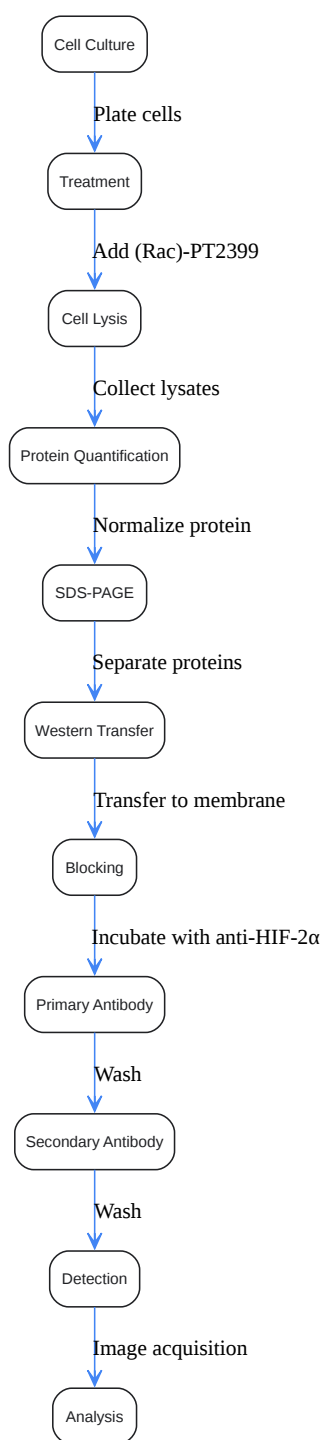 Cell Culture
Plate cells
Treatment
Add (Rac)-PT2399
Cell Lysis
Collect lysates
Protein Quantification
Normalize protein
SDS-PAGE
Separate proteins
Western Transfer
Transfer to membrane
Blocking
Incubate with anti-HIF-2α
Primary Antibody
Wash
Secondary Antibody
Wash
Detection
Image acquisition
Analysis